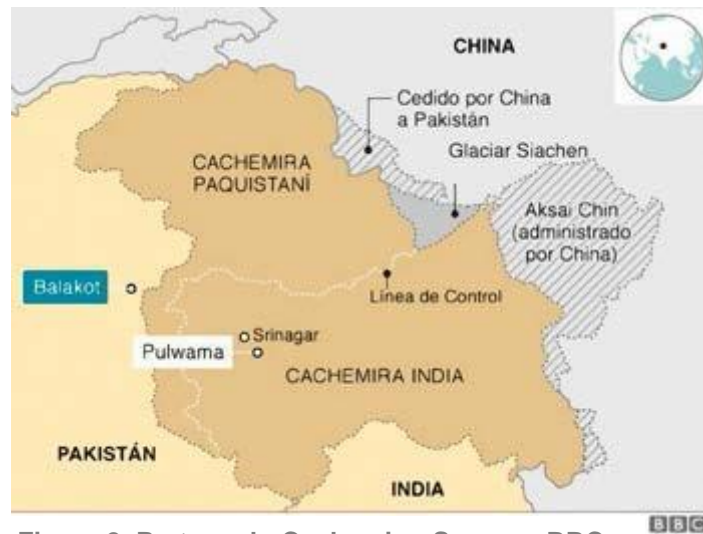 CHINA
Cedido por China
a Pakistán
Glaciar Siachen
CACHEMIRA
PAQUISTANÍ
Aksai Chin
(administrado
por China)
Balakot
Línea de Control
Srinagar
Pulwama
CACHEMIRA INDIA
PAKISTÁN
INDIA
BBC